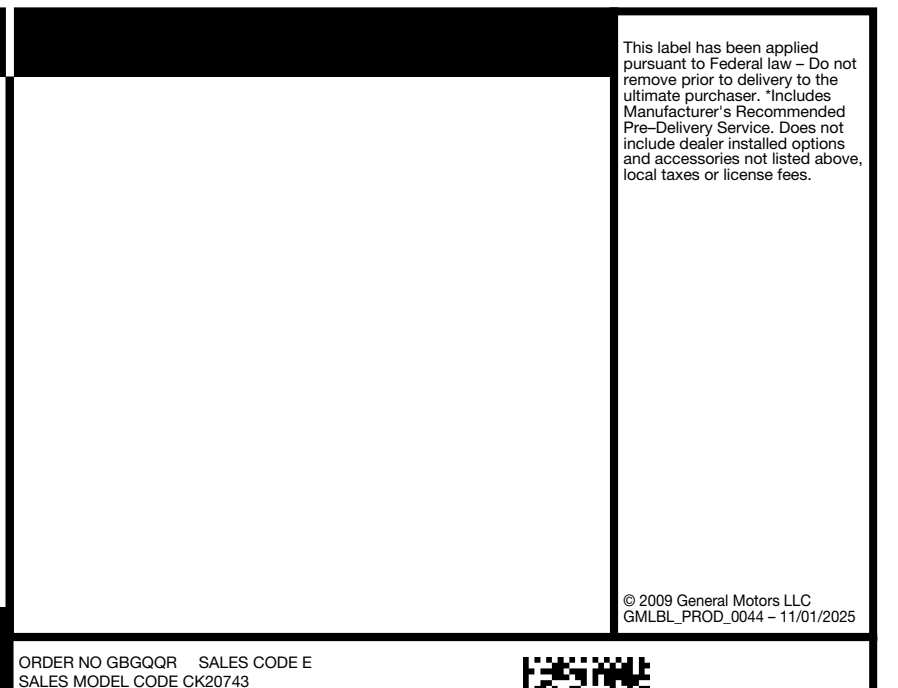 This label has been applied
pursuant to Federal law – Do not
remove prior to delivery to the
ultimate purchaser. *Includes
Manufacturer's Recommended
Pre–Delivery Service. Does not
include dealer installed options
and accessories not listed above,
local taxes or license fees.
© 2009 General Motors LLC
GMLBL_PROD_0044 – 11/01/2025
ORDER NO GBGQQR SALES CODE E
SALES MODEL CODE CK20743